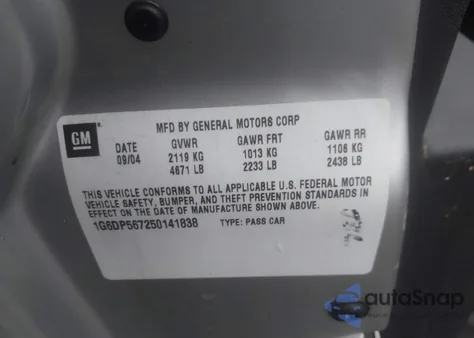 GM
MFD BY GENERAL MOTORS CORP
DATE GVWR GAWR FRT GAWR RR
09/04 2119 KG 1013 KG 1106 KG
4671 LB 2233 LB 2438 LB
THIS VEHICLE CONFORMS TO ALL APPLICABLE U.S. FEDERAL MOTOR
VEHICLE SAFETY, BUMPER, AND THEFT PREVENTION STANDARDS IN
EFFECT ON THE DATE OF MANUFACTURE SHOWN ABOVE.
1G6DP567250141838 TYPE: PASS CAR
autoSnap